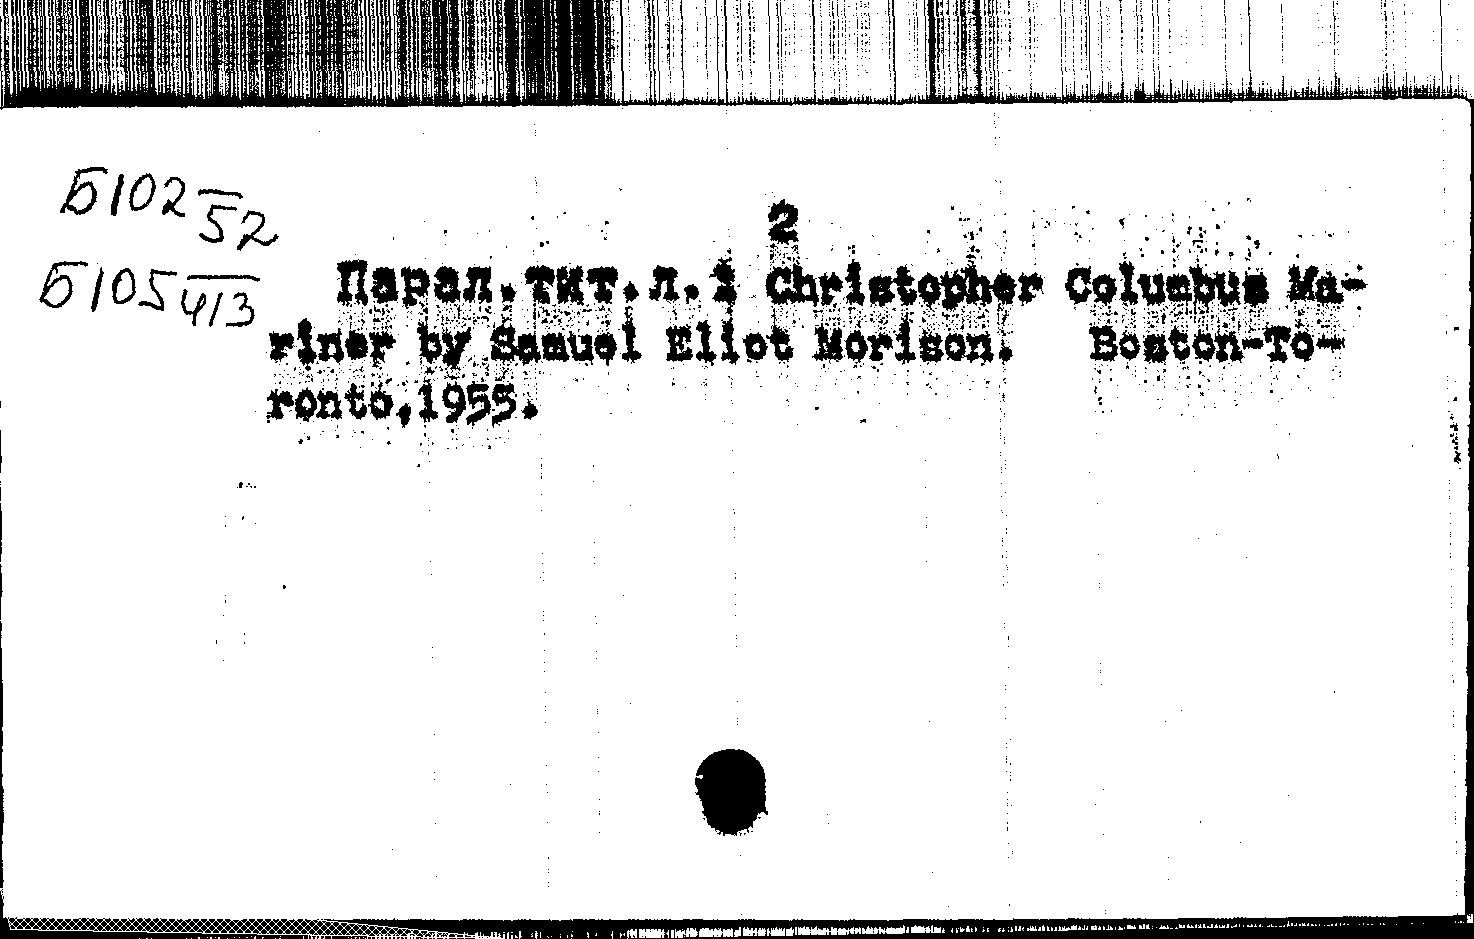 Б102
52
2
Б105
413
Парал.тит.л.: Christopher Columbus Ma-
riner by Samuel Eliot Morison. Boston-To-
ronto,1955.